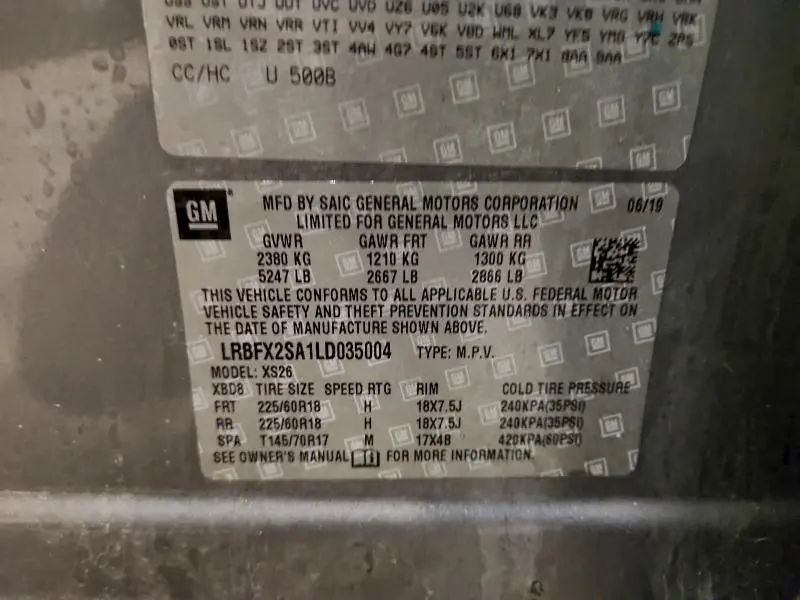 VRL VRM VRN VRR VTI VV4 VY7 V6K V8D WML XL7 YF5 YM8 Y7C ZPS
0ST 1SL 1SZ 2ST 3ST 4AW 4G7 4ST 5ST 6X1 7X1 8AA 9AA
CC/HC U 500B
GM MFD BY SAIC GENERAL MOTORS CORPORATION 06/19
LIMITED FOR GENERAL MOTORS LLC
GVWR GAWR FRT GAWR RR
2380 KG 1210 KG 1300 KG
5247 LB 2667 LB 2866 LB
THIS VEHICLE CONFORMS TO ALL APPLICABLE U.S. FEDERAL MOTOR
VEHICLE SAFETY AND THEFT PREVENTION STANDARDS IN EFFECT ON
THE DATE OF MANUFACTURE SHOWN ABOVE.
LRBFX2SA1LD035004 TYPE: M.P.V.
MODEL: XS26
XBD8 TIRE SIZE SPEED RTG RIM COLD TIRE PRESSURE
FRT 225/60R18 H 18X7.5J 240KPA(35PSI)
RR 225/60R18 H 18X7.5J 240KPA(35PSI)
SPA T145/70R17 M 17X4B 420KPA(60PSI)
SEE OWNER'S MANUAL FOR MORE INFORMATION.